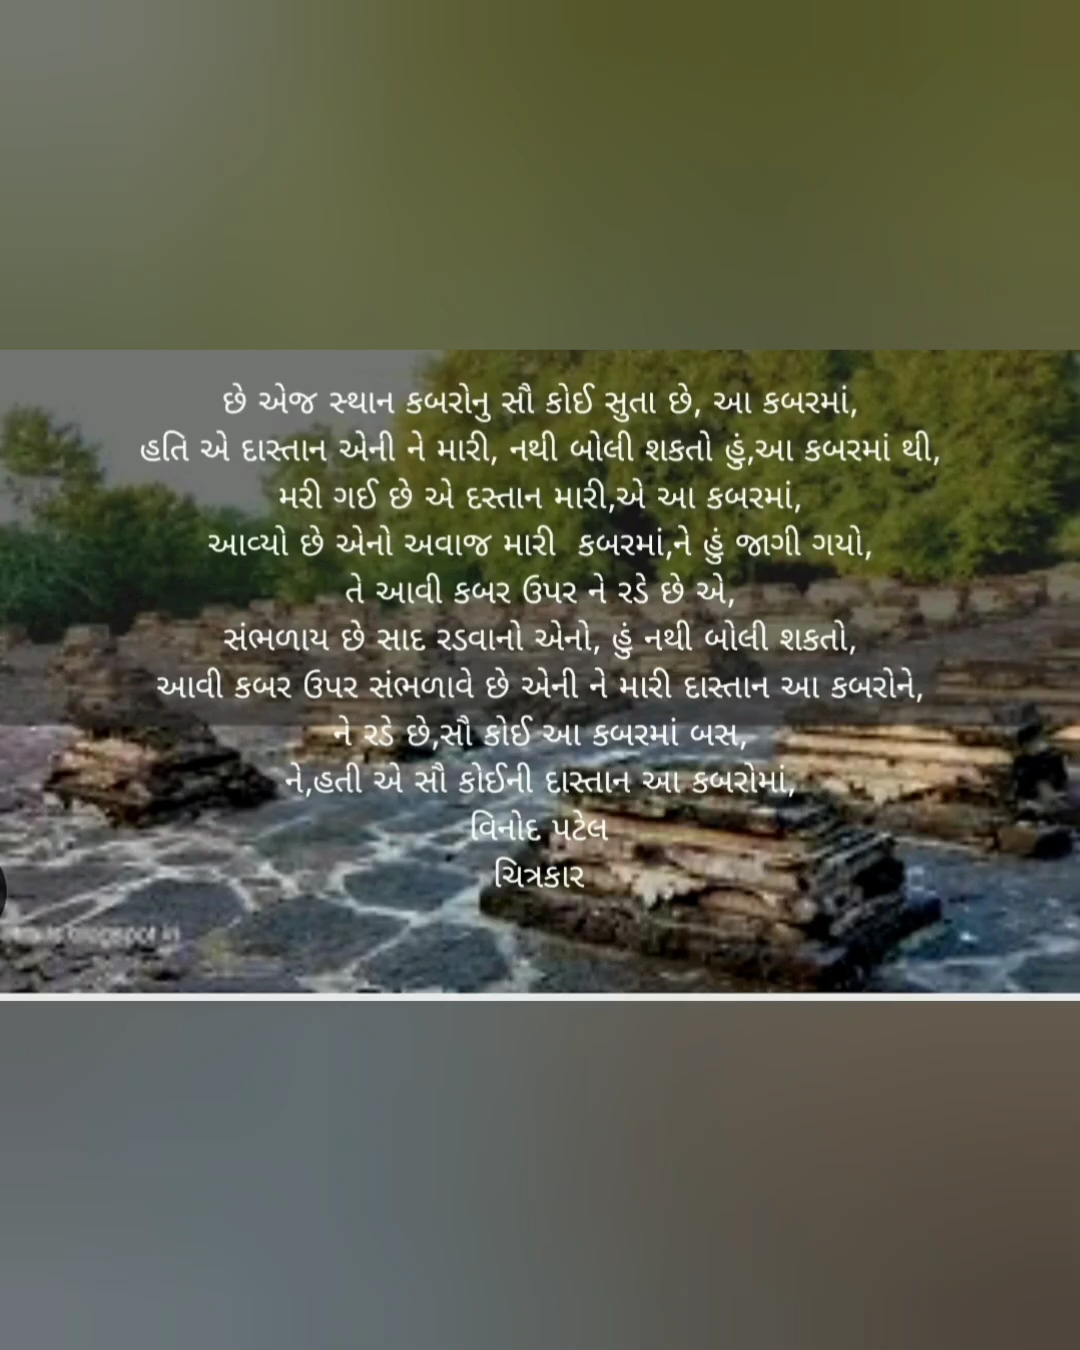 છે એજ સ્થાન કબરોનુ સૌ કોઈ સુતા છે, આ કબરમાં,
હતિ એ દાસ્તાન એની ને મારી, નથી બોલી શકતો હું,આ કબરમાં થી,
મરી ગઈ છે એ દસ્તાન મારી,એ આ કબરમાં,
આવ્યો છે એનો અવાજ મારી  કબરમાં,ને હું જાગી ગયો,
તે આવી કબર ઉપર ને રડે છે એ,
સંભળાય છે સાદ રડવાનો એનો, હું નથી બોલી શકતો,
આવી કબર ઉપર સંભળાવે છે એની ને મારી દાસ્તાન આ કબરોને,
ને રડે છે,સૌ કોઈ આ કબરમાં બસ,
ને,હતી એ સૌ કોઈની દાસ્તાન આ કબરોમાં,
વિનોદ પટેલ
ચિત્રકાર